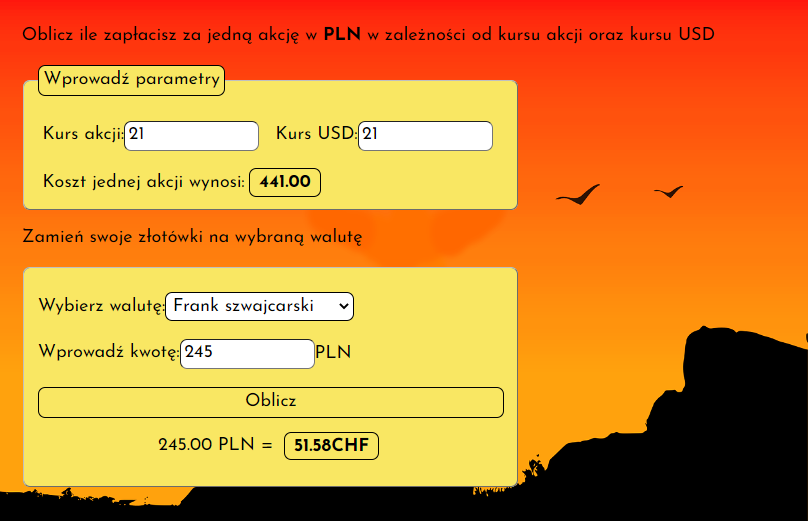 Oblicz ile zapłacisz za jedną akcję w PLN w zależności od kursu akcji oraz kursu USD
Wprowadź parametry
Kurs akcji: 21 Kurs USD: 21
Koszt jednej akcji wynosi: 441.00
Zamień swoje złotówki na wybraną walutę
Wybierz walutę: Frank szwajcarski
Wprowadź kwotę: 245 PLN
Oblicz
245.00 PLN = 51.58CHF